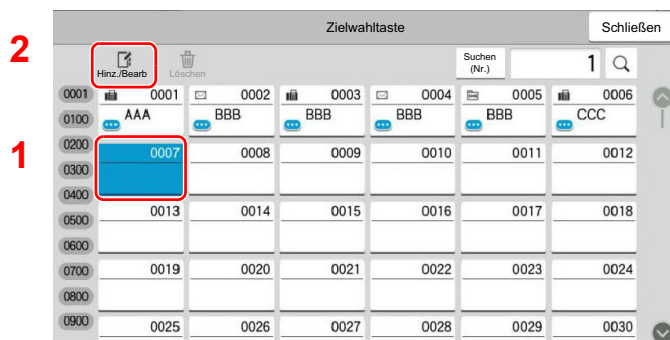 2
Zielwahltaste
Schließen
Hinz./Bearb
Löschen
Suchen
(Nr.)
1
1
0001
0100
0200
0300
0400
0500
0600
0700
0800
0900
0001 0002 0003 0004 0005 0006
AAA BBB BBB BBB BBB CCC
0007 0008 0009 0010 0011 0012
0013 0014 0015 0016 0017 0018
0019 0020 0021 0022 0023 0024
0025 0026 0027 0028 0029 0030